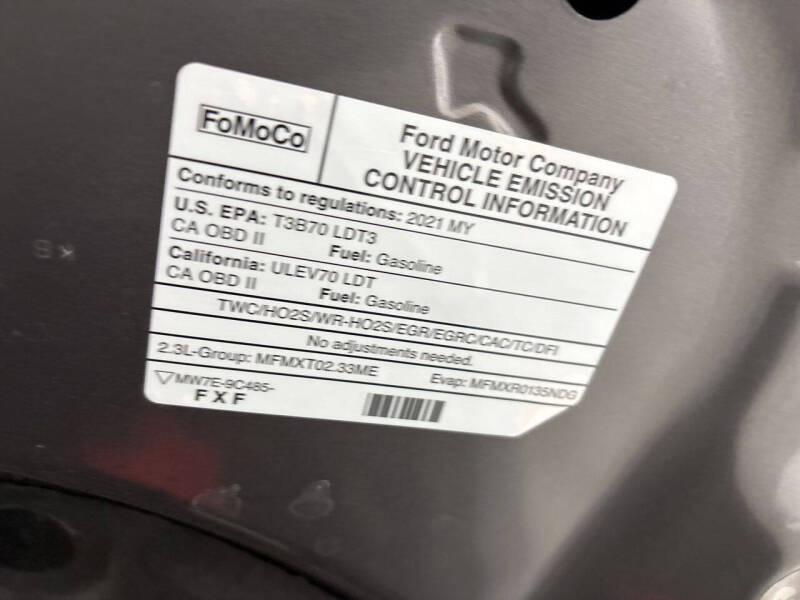 FoMoCo
Ford Motor Company
VEHICLE EMISSION
CONTROL INFORMATION
Conforms to regulations: 2021 MY
U.S. EPA: T3B70 LDT3
CA OBD II Fuel: Gasoline
California: ULEV70 LDT
CA OBD II Fuel: Gasoline
TWC/HO2S/WR-HO2S/EGR/EGRC/CAC/TC/DFI
No adjustments needed.
2.3L-Group: MFMXT02.33ME Evap: MFMXR0135NDG
MW7E-9C485-
FXF